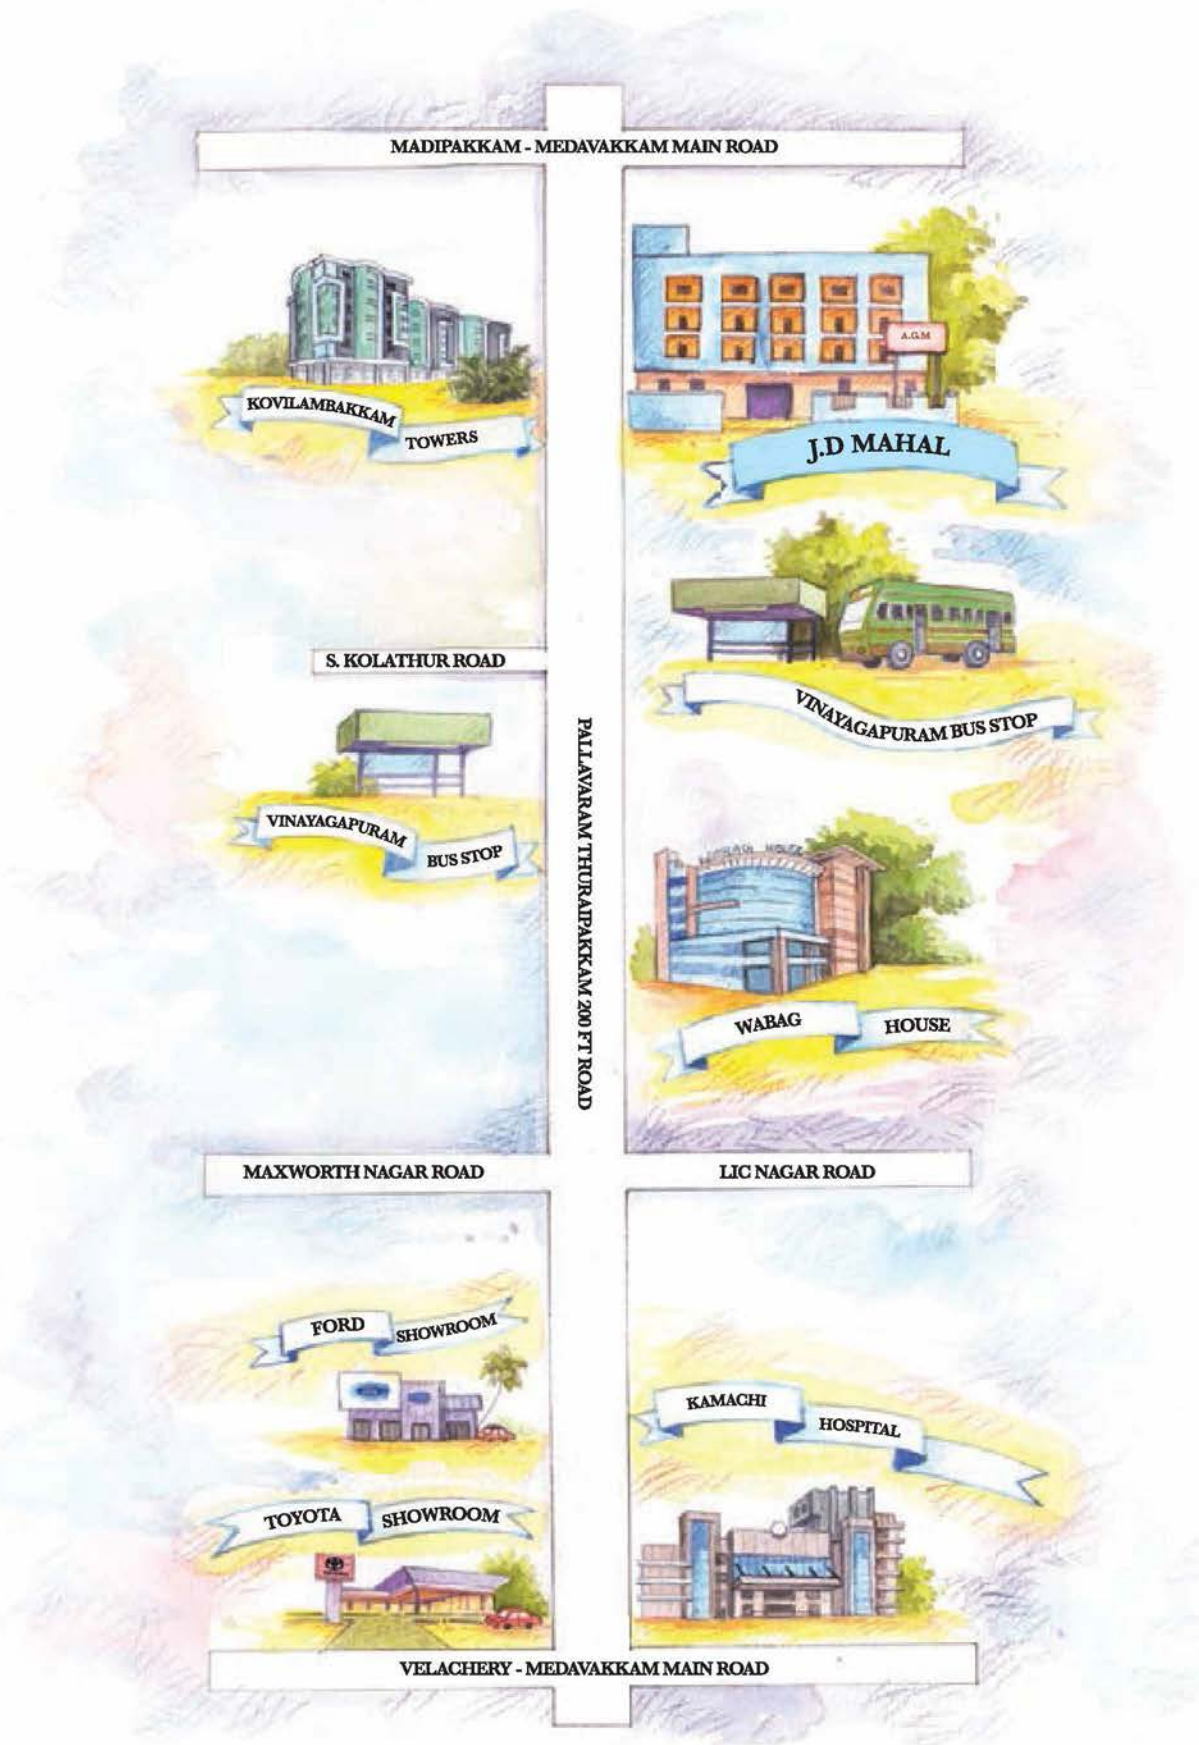 MADIPAKKAM - MEDAVAKKAM MAIN ROAD
A.G.M
KOVILAMBAKKAM
TOWERS
J.D MAHAL
S. KOLATHUR ROAD
VINAYAGAPURAM BUS STOP
PALLAVARAM THURAIPAKKAM 200 FT ROAD
VINAYAGAPURAM
BUS STOP
WABAG
HOUSE
MAXWORTH NAGAR ROAD
LIC NAGAR ROAD
FORD
SHOWROOM
KAMACHI
HOSPITAL
TOYOTA
SHOWROOM
VELACHERY - MEDAVAKKAM MAIN ROAD